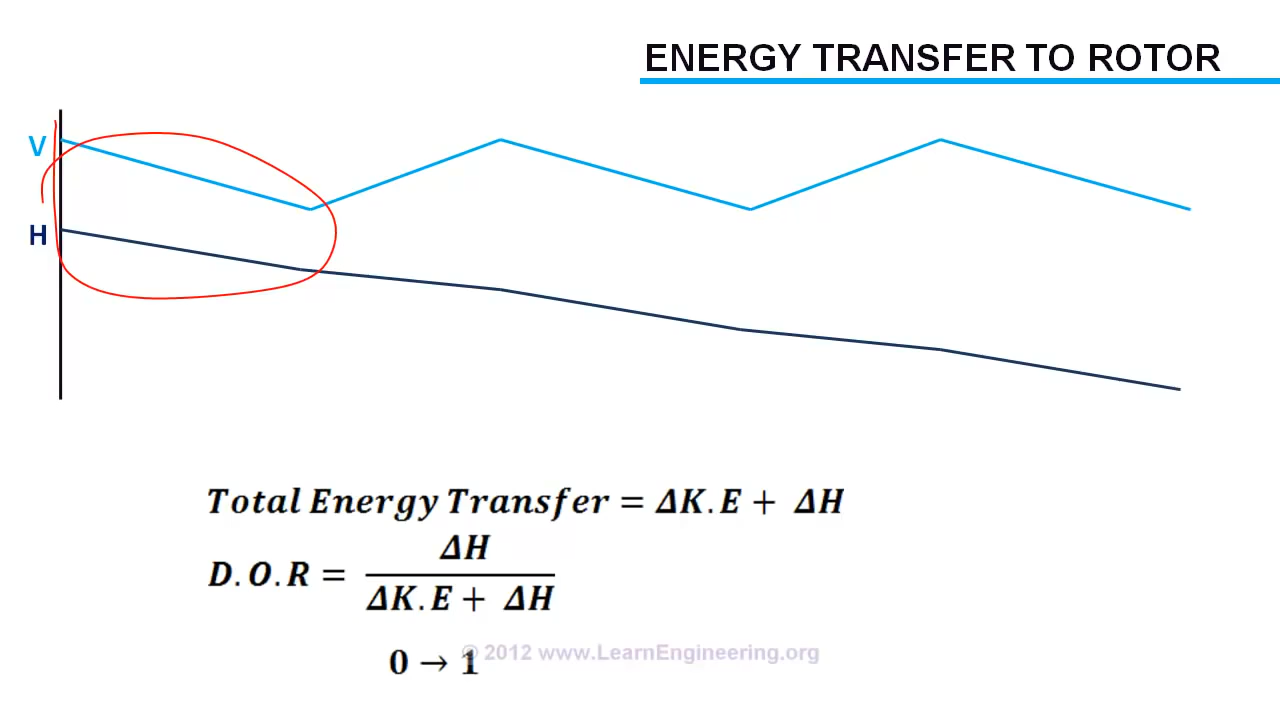 ENERGY TRANSFER TO ROTOR
V
H
Total Energy Transfer = ΔK.E + ΔH
D.O.R = ΔH / ΔK.E + ΔH
0 → 1
© 2012 www.LearnEngineering.org